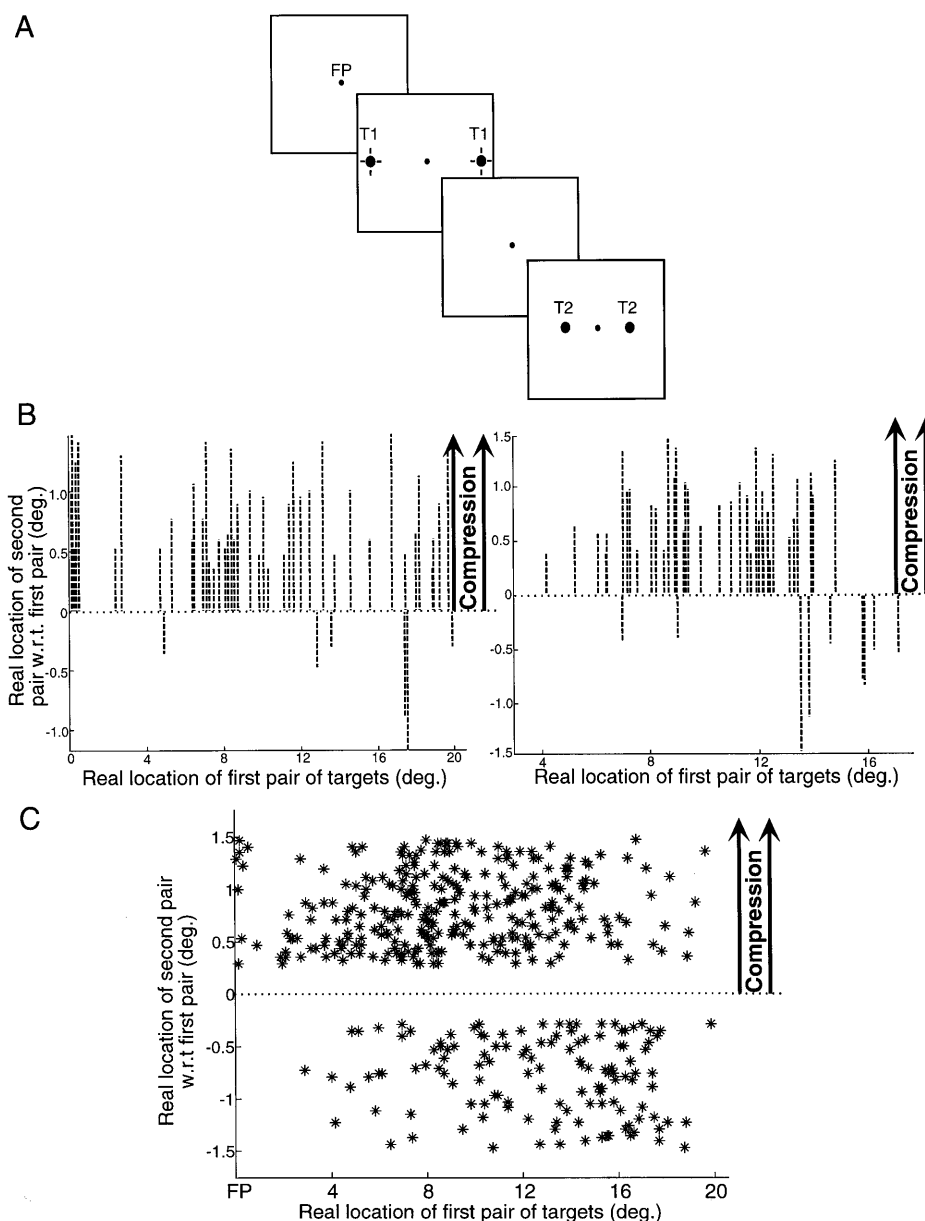 A
FP
T1 T1
T2 T2
B
Real location of second
pair w.r.t. first pair (deg.)
1.0
0.5
0
-0.5
-1.0
0 4 8 12 16 20
Real location of first pair of targets (deg.)
Compression
1.5
1.0
0.5
0
-0.5
-1.0
-1.5
4 8 12 16
Real location of first pair of targets (deg.)
Compression
C
Real location of second pair
w.r.t first pair (deg.)
1.5
1
0.5
0
-0.5
-1
-1.5
FP 4 8 12 16 20
Real location of first pair of targets (deg.)
Compression